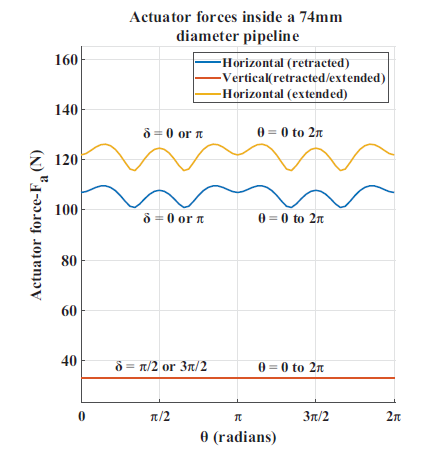 Actuator forces inside a 74mm
diameter pipeline
Horizontal (retracted)
Vertical(retracted/extended)
Horizontal (extended)
160
140
120
100
80
60
40
Actuator force-Fa (N)
δ = 0 or π
θ = 0 to 2π
δ = 0 or π
θ = 0 to 2π
δ = π/2 or 3π/2
θ = 0 to 2π
0
π/2
π
3π/2
2π
θ (radians)